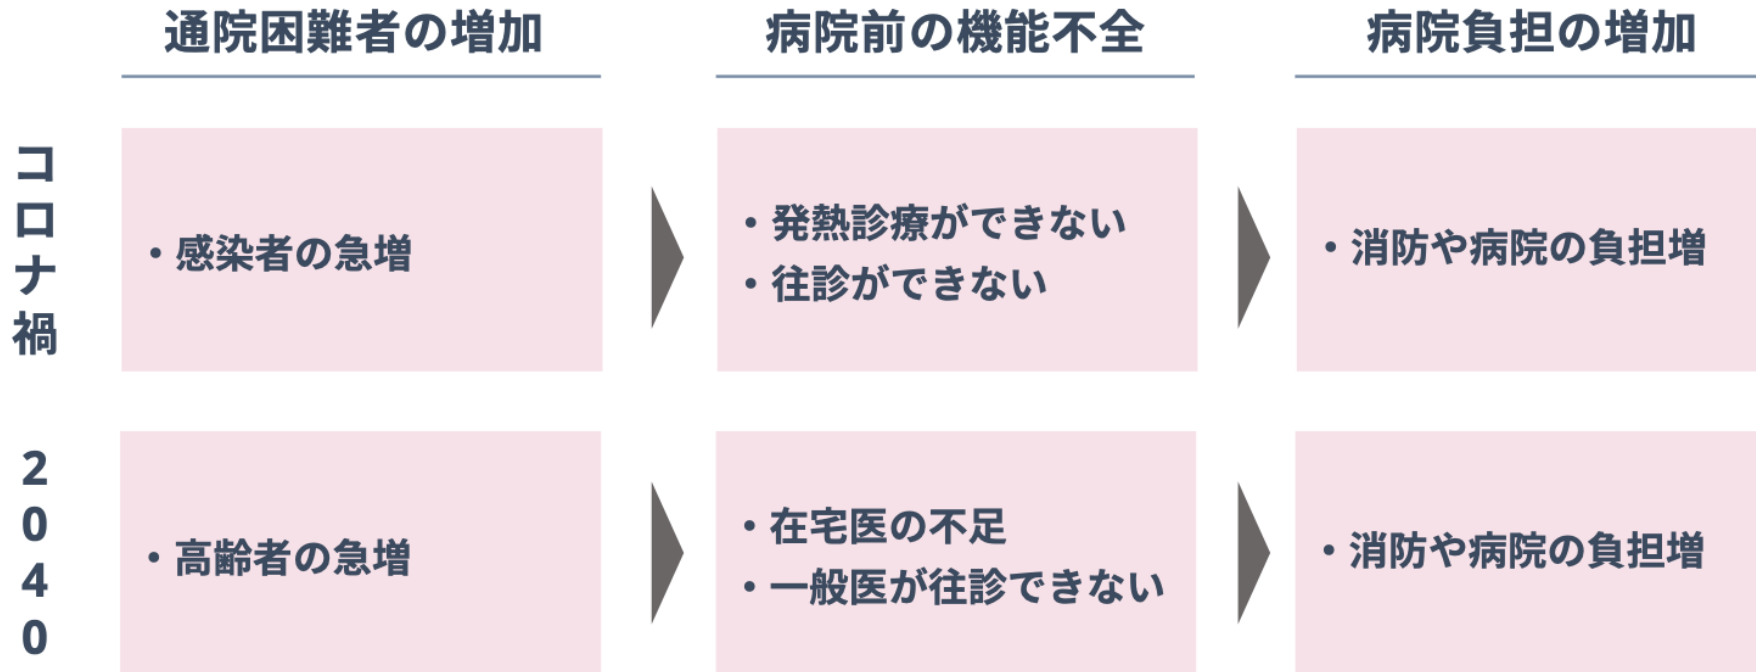 通院困難者の増加
病院前の機能不全
病院負担の増加
コロナ禍
・感染者の急増
・発熱診療ができない
・往診ができない
・消防や病院の負担増
2040
・高齢者の急増
・在宅医の不足
・一般医が往診できない
・消防や病院の負担増